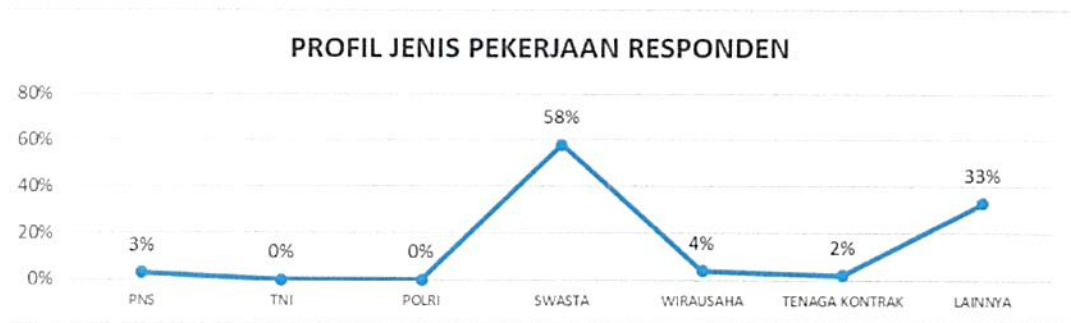 PROFIL JENIS PEKERJAAN RESPONDEN
80%
60%
40%
20%
0%
3%
0%
0%
58%
4%
2%
33%
PNS
TNI
POLRI
SWASTA
WIRAUSAHA
TENAGA KONTRAK
LAINNYA